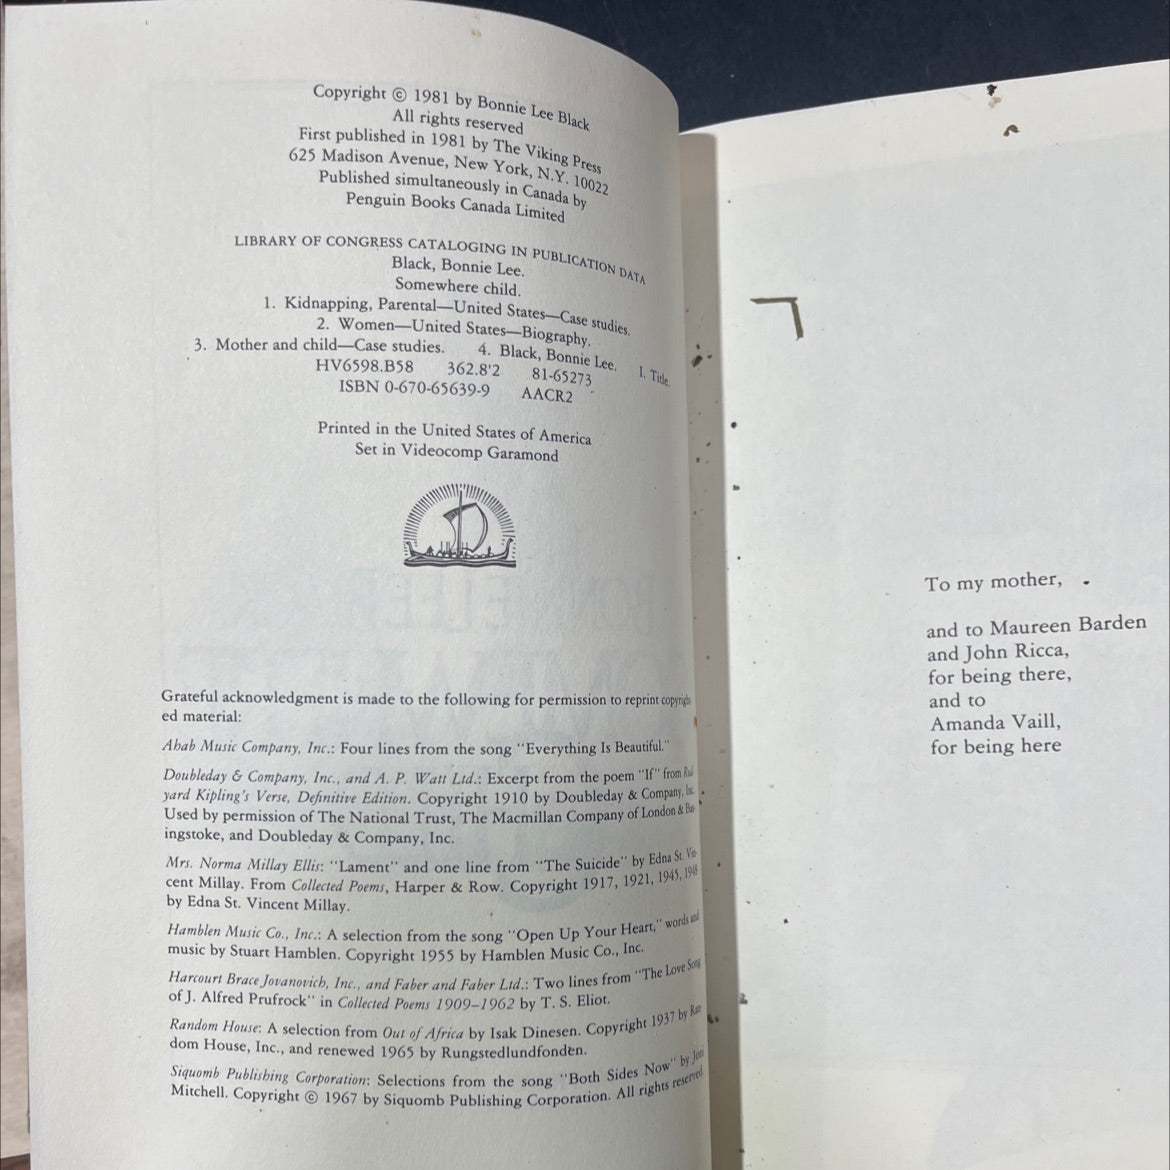 Copyright © 1981 by Bonnie Lee Black
All rights reserved
First published in 1981 by The Viking Press
625 Madison Avenue, New York, N.Y. 10022
Published simultaneously in Canada by
Penguin Books Canada Limited
LIBRARY OF CONGRESS CATALOGING IN PUBLICATION DATA
Black, Bonnie Lee.
Somewhere child.
1. Kidnapping, Parental—United States—Case studies.
2. Women—United States—Biography.
3. Mother and child—Case studies. 4. Black, Bonnie Lee. I. Title.
HV6598.B58 362.8'2 81-65273
ISBN 0-670-65639-9 AACR2
Printed in the United States of America
Set in Videocomp Garamond
Grateful acknowledgment is made to the following for permission to reprint copyright-
ed material:
Ahab Music Company, Inc.: Four lines from the song "Everything Is Beautiful."
Doubleday & Company, Inc., and A. P. Watt Ltd.: Excerpt from the poem "If" from Rud-
yard Kipling's Verse, Definitive Edition. Copyright 1910 by Doubleday & Company, Inc.
Used by permission of The National Trust, The Macmillan Company of London & Bas-
ingstoke, and Doubleday & Company, Inc.
Mrs. Norma Millay Ellis: "Lament" and one line from "The Suicide" by Edna St. Vin-
cent Millay. From Collected Poems, Harper & Row. Copyright 1917, 1921, 1945, 1948
by Edna St. Vincent Millay.
Hamblen Music Co., Inc.: A selection from the song "Open Up Your Heart," words and
music by Stuart Hamblen. Copyright 1955 by Hamblen Music Co., Inc.
Harcourt Brace Jovanovich, Inc., and Faber and Faber Ltd.: Two lines from "The Love Song
of J. Alfred Prufrock" in Collected Poems 1909–1962 by T. S. Eliot.
Random House: A selection from Out of Africa by Isak Dinesen. Copyright 1937 by Ran-
dom House, Inc., and renewed 1965 by Rungstedlundfonden.
Siquomb Publishing Corporation: Selections from the song "Both Sides Now" by Joni
Mitchell. Copyright © 1967 by Siquomb Publishing Corporation. All rights reserved.
To my mother,
and to Maureen Barden
and John Ricca,
for being there,
and to
Amanda Vaill,
for being here